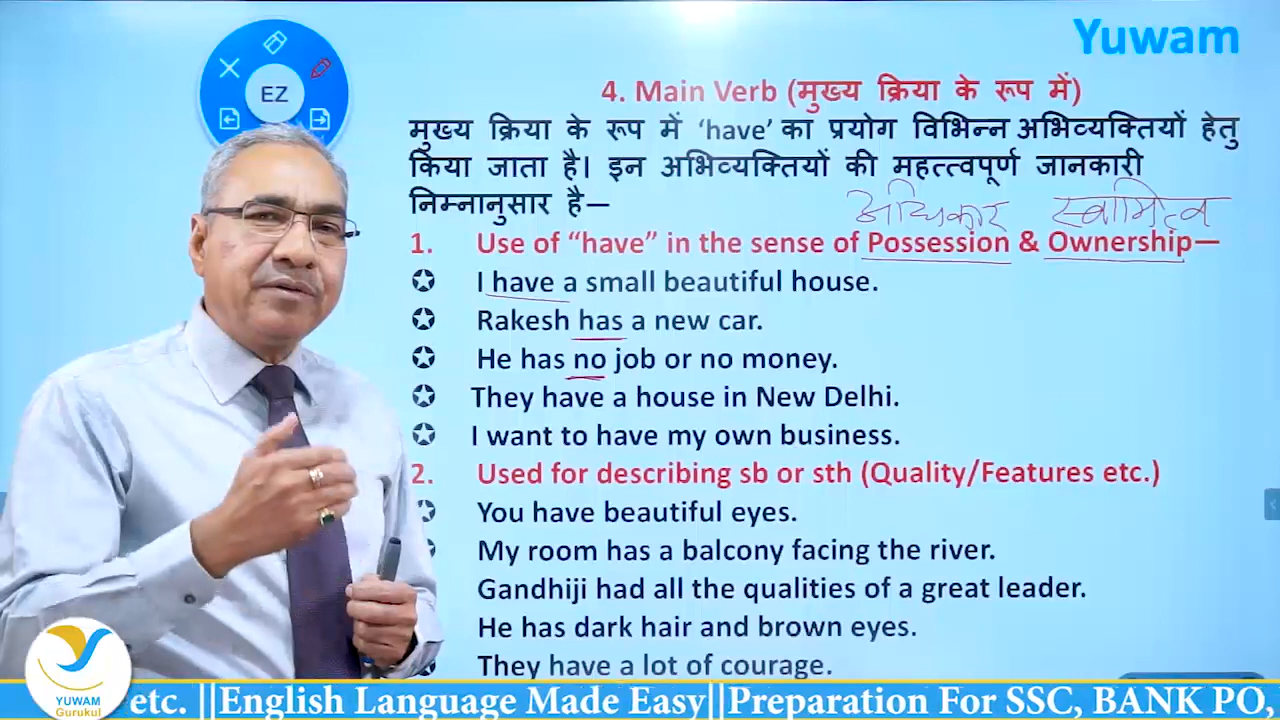 Yuwam
EZ
4. Main Verb (मुख्य क्रिया के रूप में)
मुख्य क्रिया के रूप में ‘have’ का प्रयोग विभिन्न अभिव्यक्तियों हेतु
किया जाता है। इन अभिव्यक्तियों की महत्त्वपूर्ण जानकारी
निम्नानुसार है—
अधिकार स्वामित्व
1. Use of “have” in the sense of Possession & Ownership—
✪ I have a small beautiful house.
✪ Rakesh has a new car.
✪ He has no job or no money.
✪ They have a house in New Delhi.
✪ I want to have my own business.
2. Used for describing sb or sth (Quality/Features etc.)
✪ You have beautiful eyes.
✪ My room has a balcony facing the river.
Gandhiji had all the qualities of a great leader.
He has dark hair and brown eyes.
✪ They have a lot of courage.
YUWAM
Gurukul
etc. ||English Language Made Easy||Preparation For SSC, BANK PO,